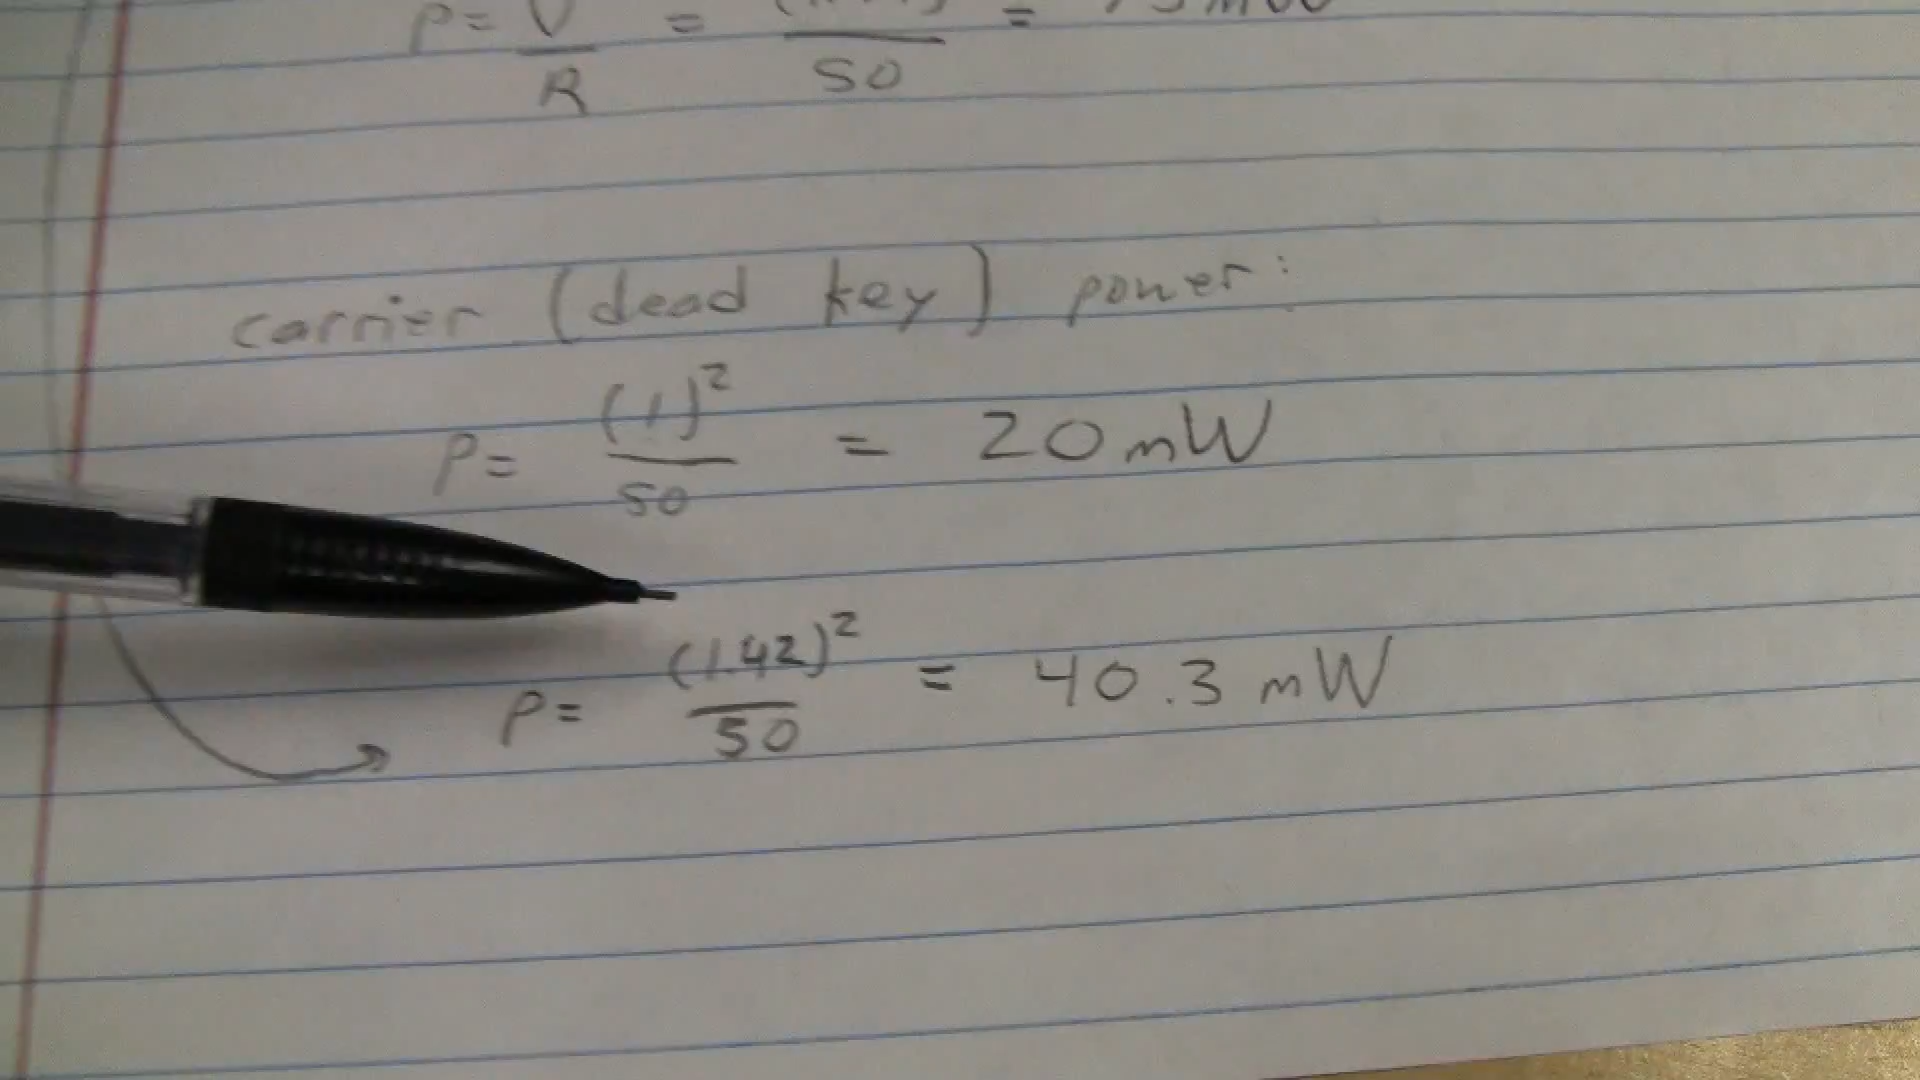 P = V / R = / 50 =
carrier (dead key) power:
P = (1)² / 50 = 20 mW
P = (1.42)² / 50 = 40.3 mW